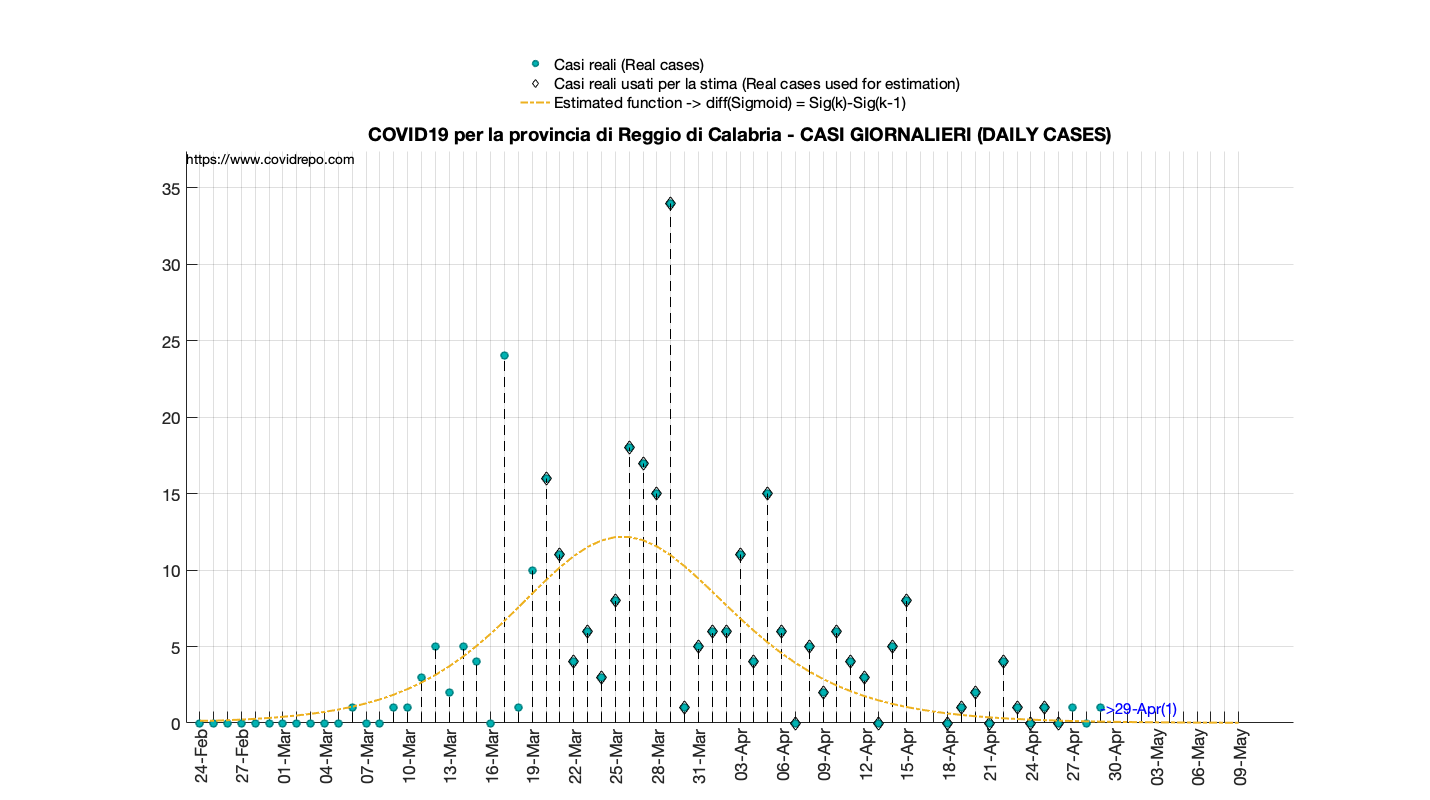 Casi reali (Real cases)
Casi reali usati per la stima (Real cases used for estimation)
Estimated function -> diff(Sigmoid) = Sig(k)-Sig(k-1)
COVID19 per la provincia di Reggio di Calabria - CASI GIORNALIERI (DAILY CASES)
https://www.covidrepo.com
35
30
25
20
15
10
5
0
>29-Apr(1)
24-Feb
27-Feb
01-Mar
04-Mar
07-Mar
10-Mar
13-Mar
16-Mar
19-Mar
22-Mar
25-Mar
28-Mar
31-Mar
03-Apr
06-Apr
09-Apr
12-Apr
15-Apr
18-Apr
21-Apr
24-Apr
27-Apr
30-Apr
03-May
06-May
09-May